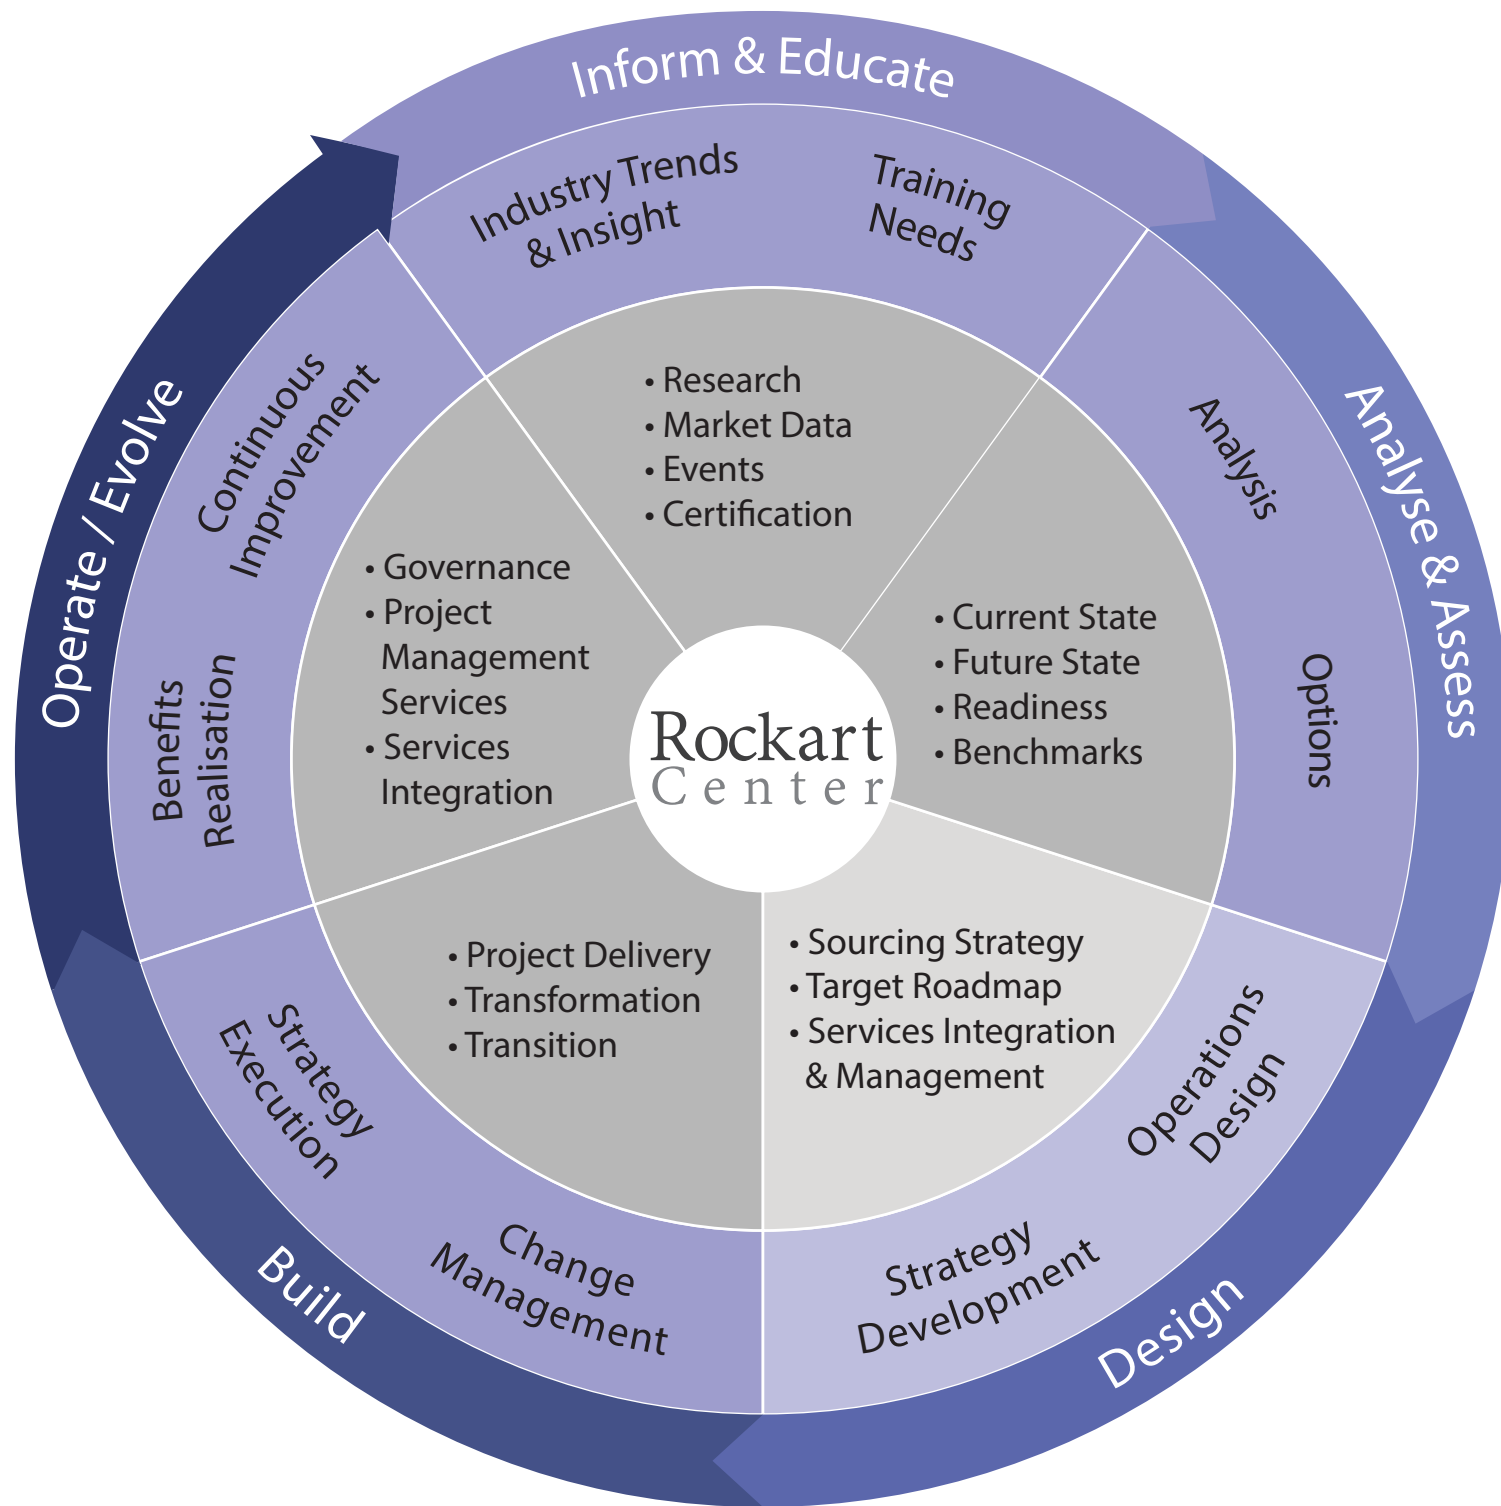 Inform & Educate
Industry Trends
& Insight
Training
Needs
• Research
• Market Data
• Events
• Certification
Analyse & Assess
Analysis
Options
• Current State
• Future State
• Readiness
• Benchmarks
Design
Operations
Design
Strategy
Development
• Sourcing Strategy
• Target Roadmap
• Services Integration
& Management
Build
Change
Management
Strategy
Execution
• Project Delivery
• Transformation
• Transition
Operate / Evolve
Benefits
Realisation
Continuous
Improvement
• Governance
• Project
Management
Services
• Services
Integration
Rockart
Center